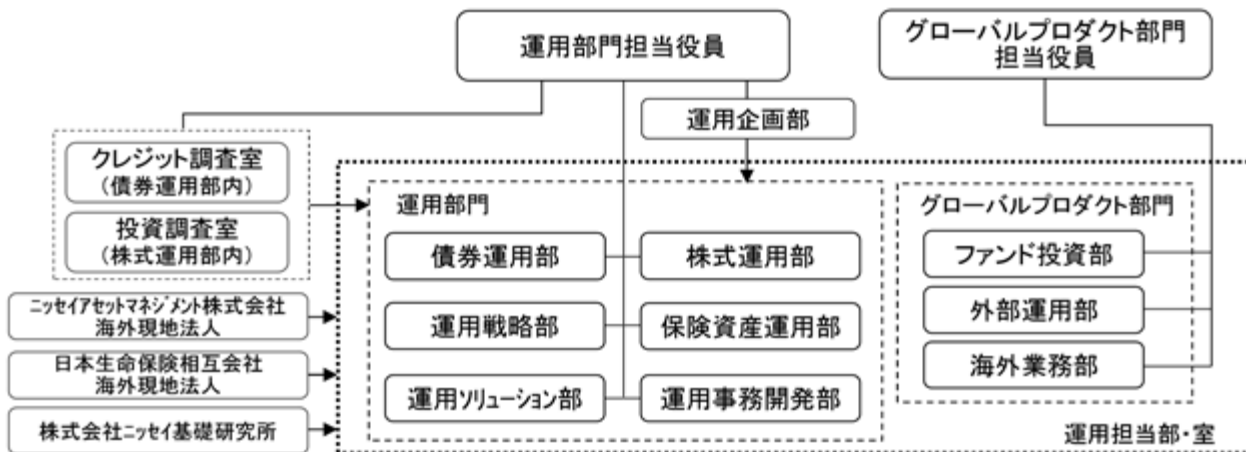 運用部門担当役員
グローバルプロダクト部門
担当役員
運用企画部
クレジット調査室
（債券運用部内）
投資調査室
（株式運用部内）
ニッセイアセットマネジメント株式会社
海外現地法人
日本生命保険相互会社
海外現地法人
株式会社ニッセイ基礎研究所
運用部門
債券運用部
株式運用部
運用戦略部
保険資産運用部
運用ソリューション部
運用事務開発部
グローバルプロダクト部門
ファンド投資部
外部運用部
海外業務部
運用担当部・室